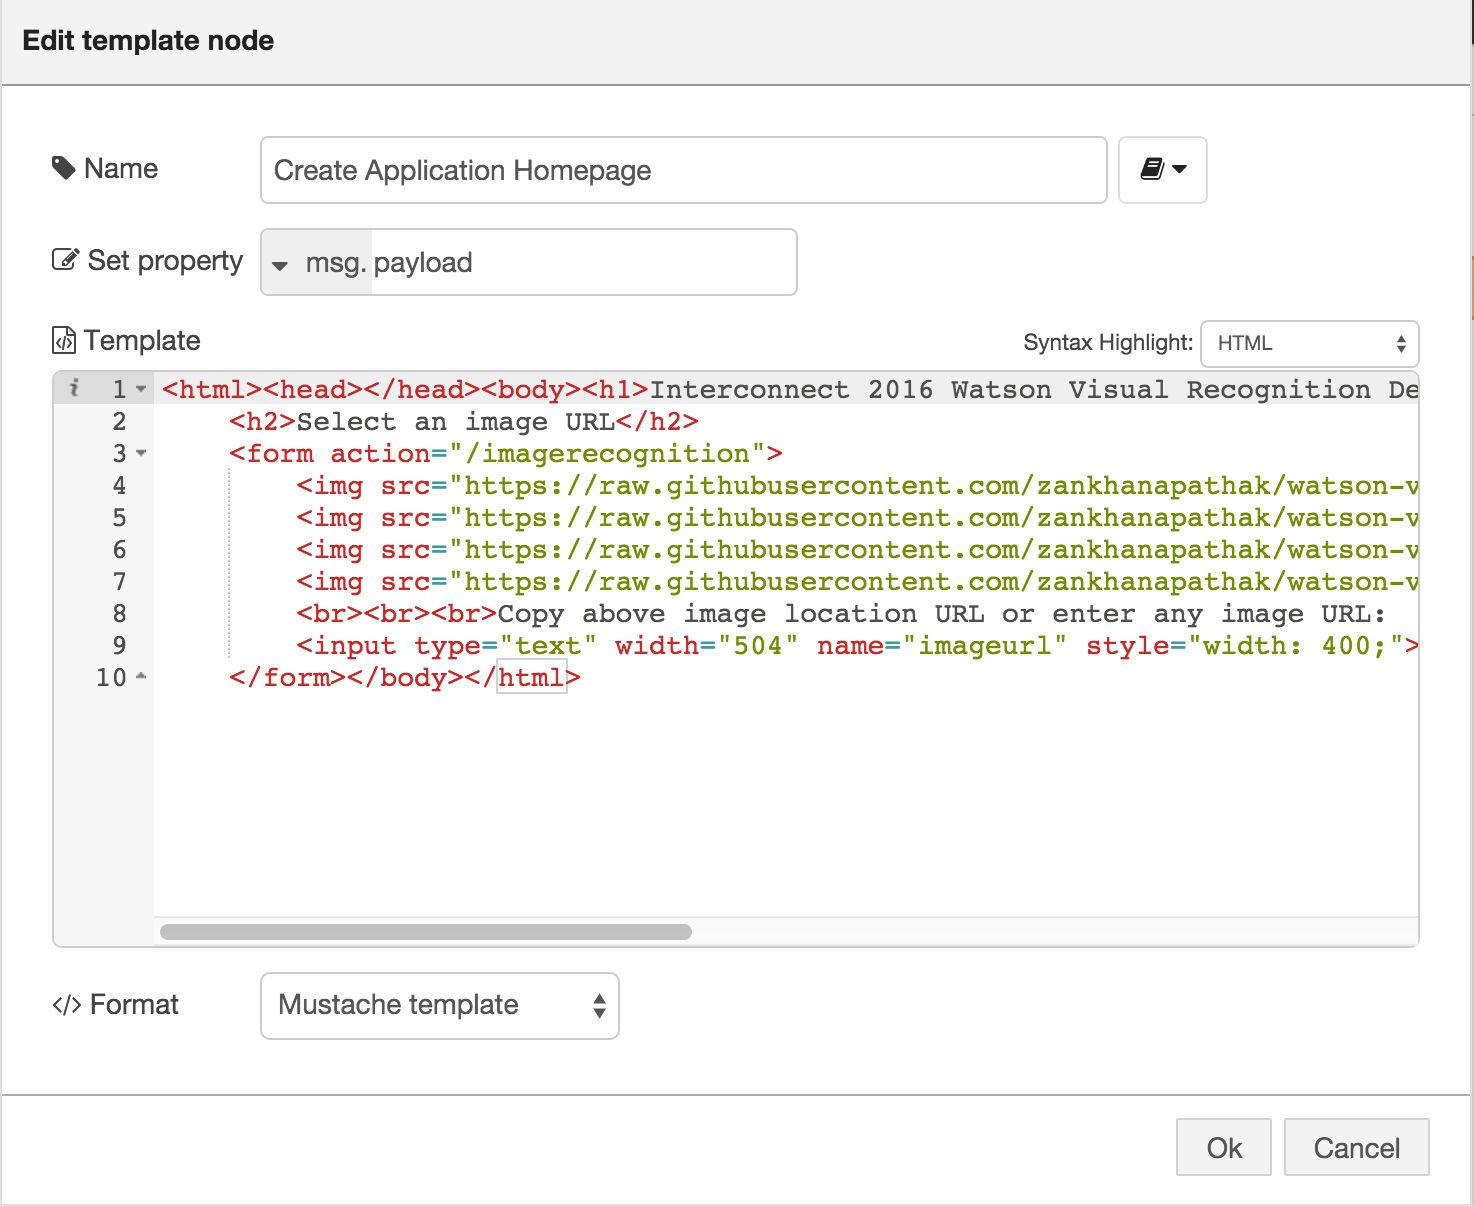 Edit template node
Name
Create Application Homepage
Set property
msg. payload
Template
Syntax Highlight: HTML
i 1 <html><head></head><body><h1>Interconnect 2016 Watson Visual Recognition De
2 <h2>Select an image URL</h2>
3 <form action="/imagerecognition">
4 <img src="https://raw.githubusercontent.com/zankhanapathak/watson-v
5 <img src="https://raw.githubusercontent.com/zankhanapathak/watson-v
6 <img src="https://raw.githubusercontent.com/zankhanapathak/watson-v
7 <img src="https://raw.githubusercontent.com/zankhanapathak/watson-v
8 <br><br><br>Copy above image location URL or enter any image URL:
9 <input type="text" width="504" name="imageurl" style="width: 400;">
10 </form></body></html>
</> Format
Mustache template
Ok
Cancel